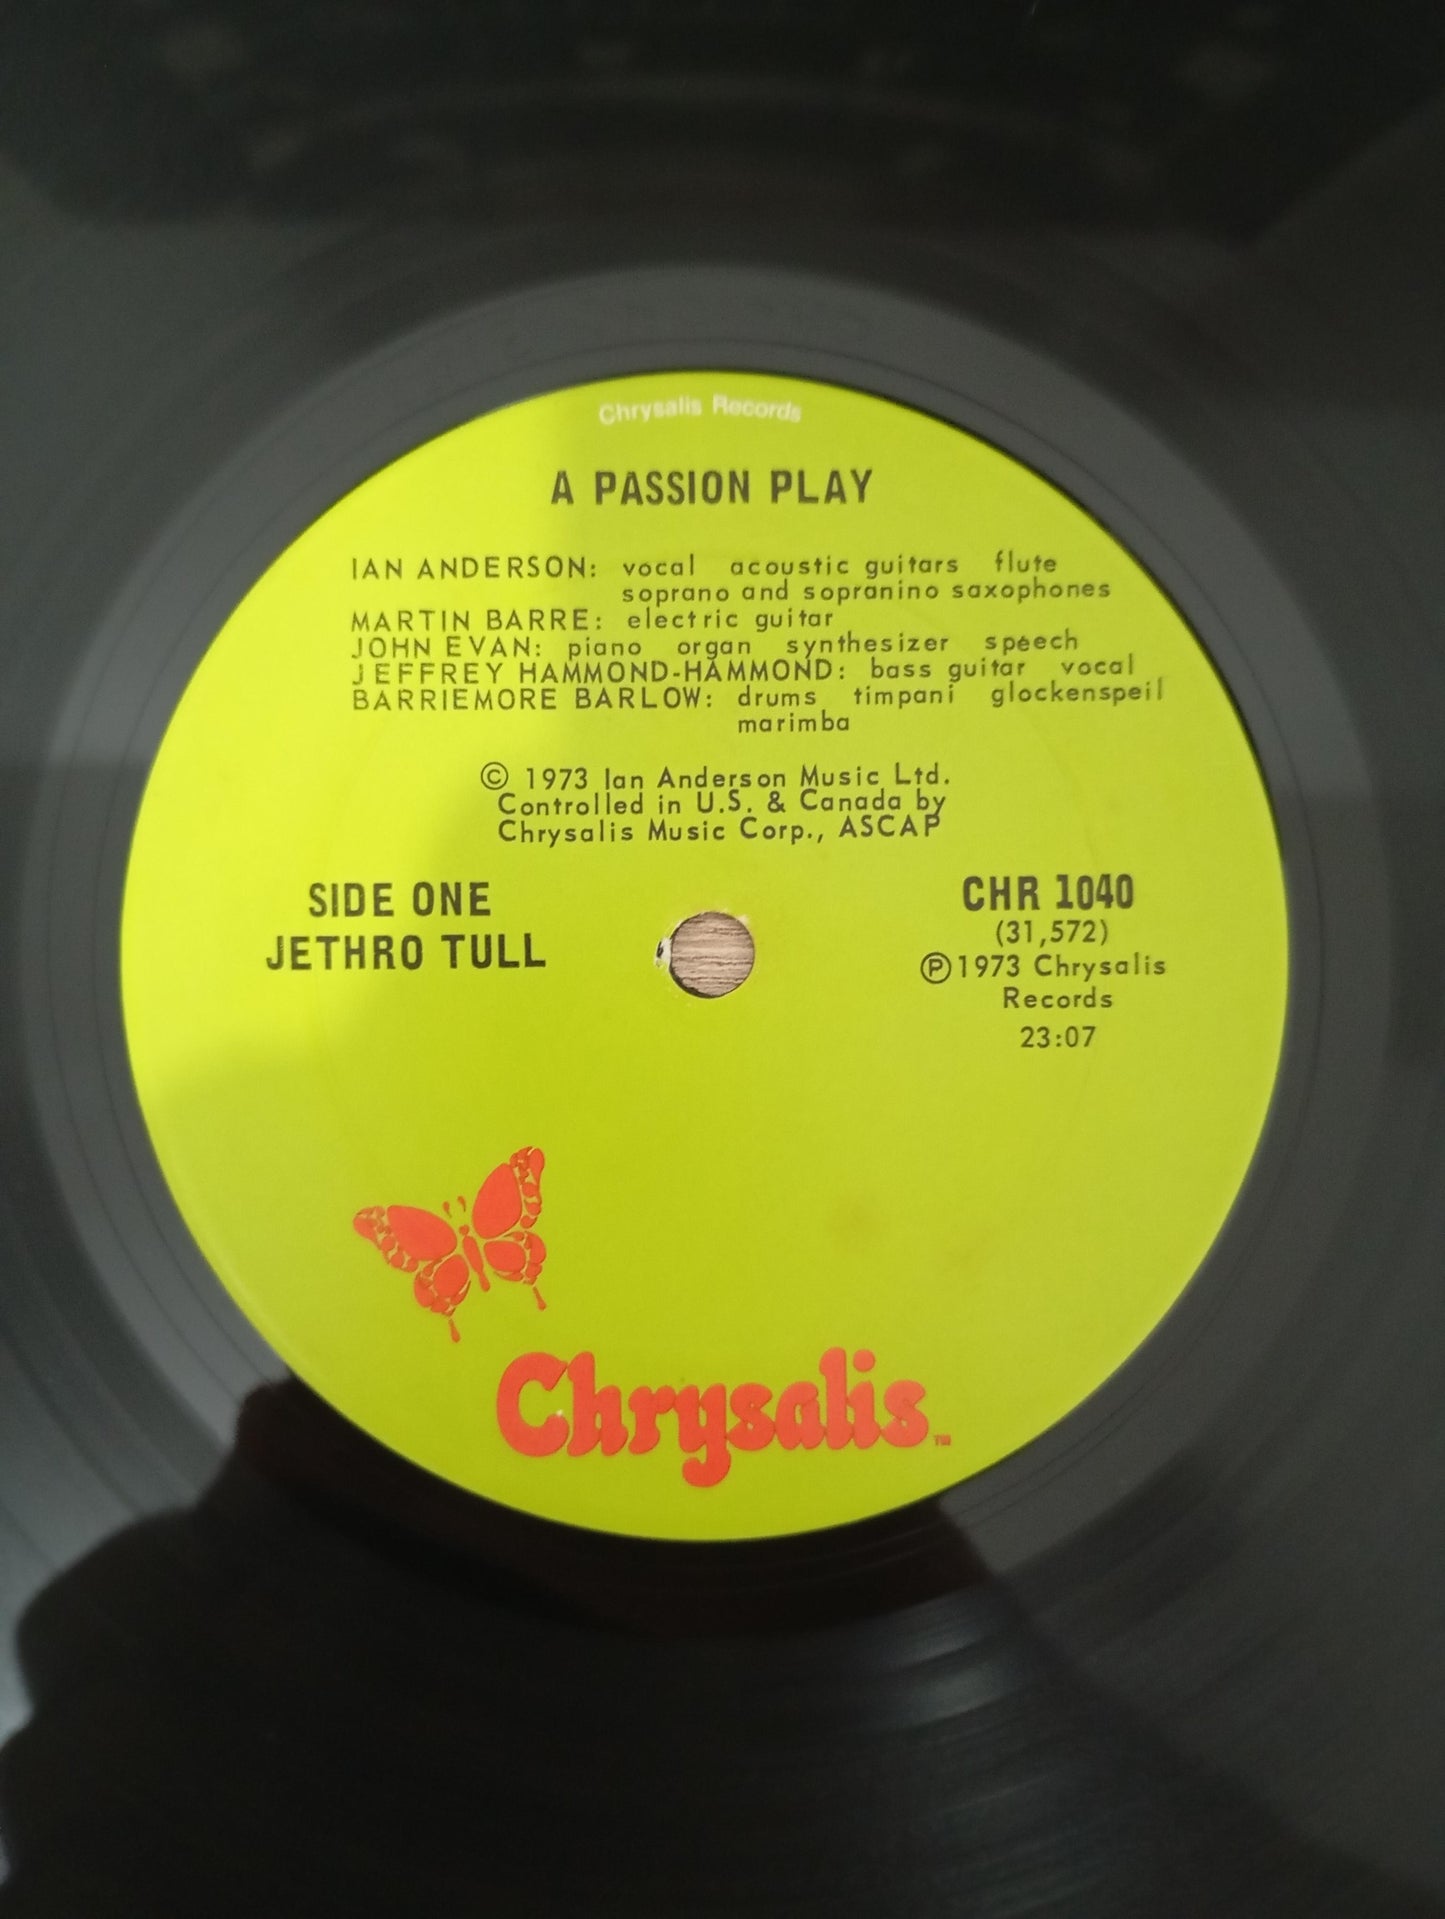 Chrysalis Records
A PASSION PLAY
IAN ANDERSON: vocal acoustic guitars flute
soprano and sopranino saxophones
MARTIN BARRE: electric guitar
JOHN EVAN: piano organ synthesizer speech
JEFFREY HAMMOND-HAMMOND: bass guitar vocal
BARRIEMORE BARLOW: drums timpani glockenspeil
marimba
© 1973 Ian Anderson Music Ltd.
Controlled in U.S. & Canada by
Chrysalis Music Corp., ASCAP
SIDE ONE
JETHRO TULL
CHR 1040
(31,572)
℗1973 Chrysalis
Records
23:07
Chrysalis™